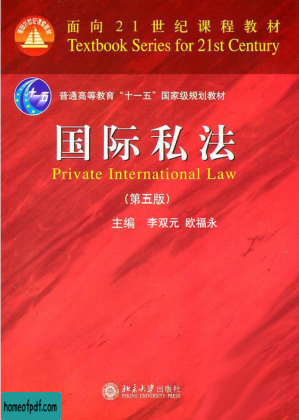 面向21世纪课程教材
Textbook Series for 21st Century
十一五
普通高等教育“十一五”国家级规划教材
国际私法
Private International Law
(第五版)
主编 李双元 欧福永
北京大学出版社
homeofpdf.com